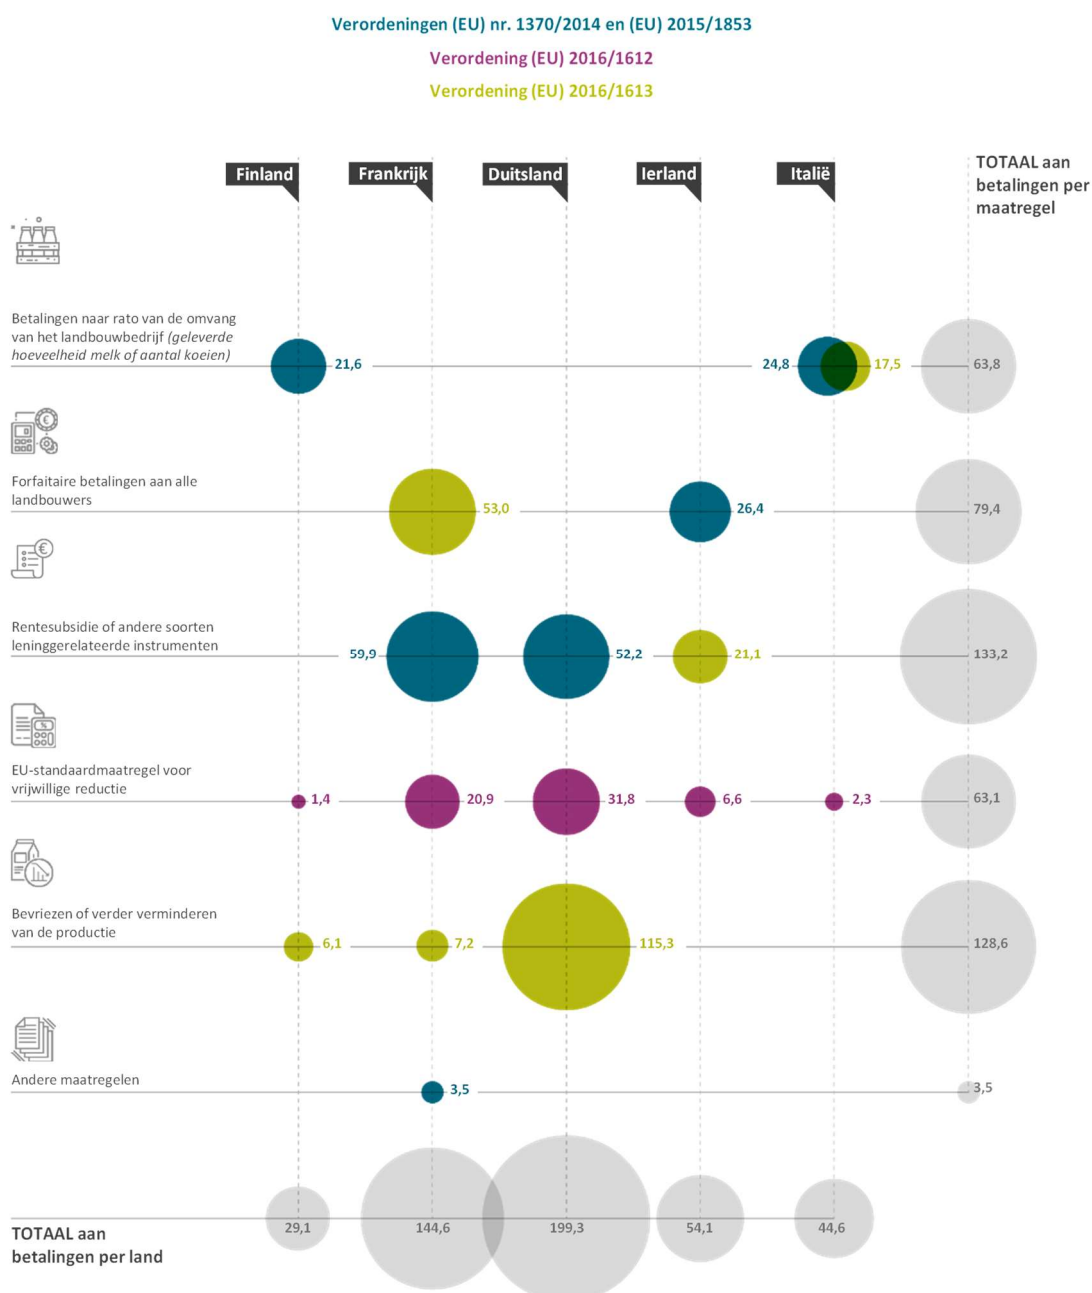 Verordeningen (EU) nr. 1370/2014 en (EU) 2015/1853
Verordening (EU) 2016/1612
Verordening (EU) 2016/1613
Finland
Frankrijk
Duitsland
Ierland
Italië
TOTAAL aan
betalingen per
maatregel
Betalingen naar rato van de omvang
van het landbouwbedrijf (geleverde
hoeveelheid melk of aantal koeien)
21,6
24,8
17,5
63,8
Forfaitaire betalingen aan alle
landbouwers
53,0
26,4
79,4
Rentesubsidie of andere soorten
leninggerelateerde instrumenten
59,9
52,2
21,1
133,2
EU-standaardmaatregel voor
vrijwillige reductie
1,4
20,9
31,8
6,6
2,3
63,1
Bevriezen of verder verminderen
van de productie
6,1
7,2
115,3
128,6
Andere maatregelen
3,5
3,5
TOTAAL aan
betalingen per land
29,1
144,6
199,3
54,1
44,6